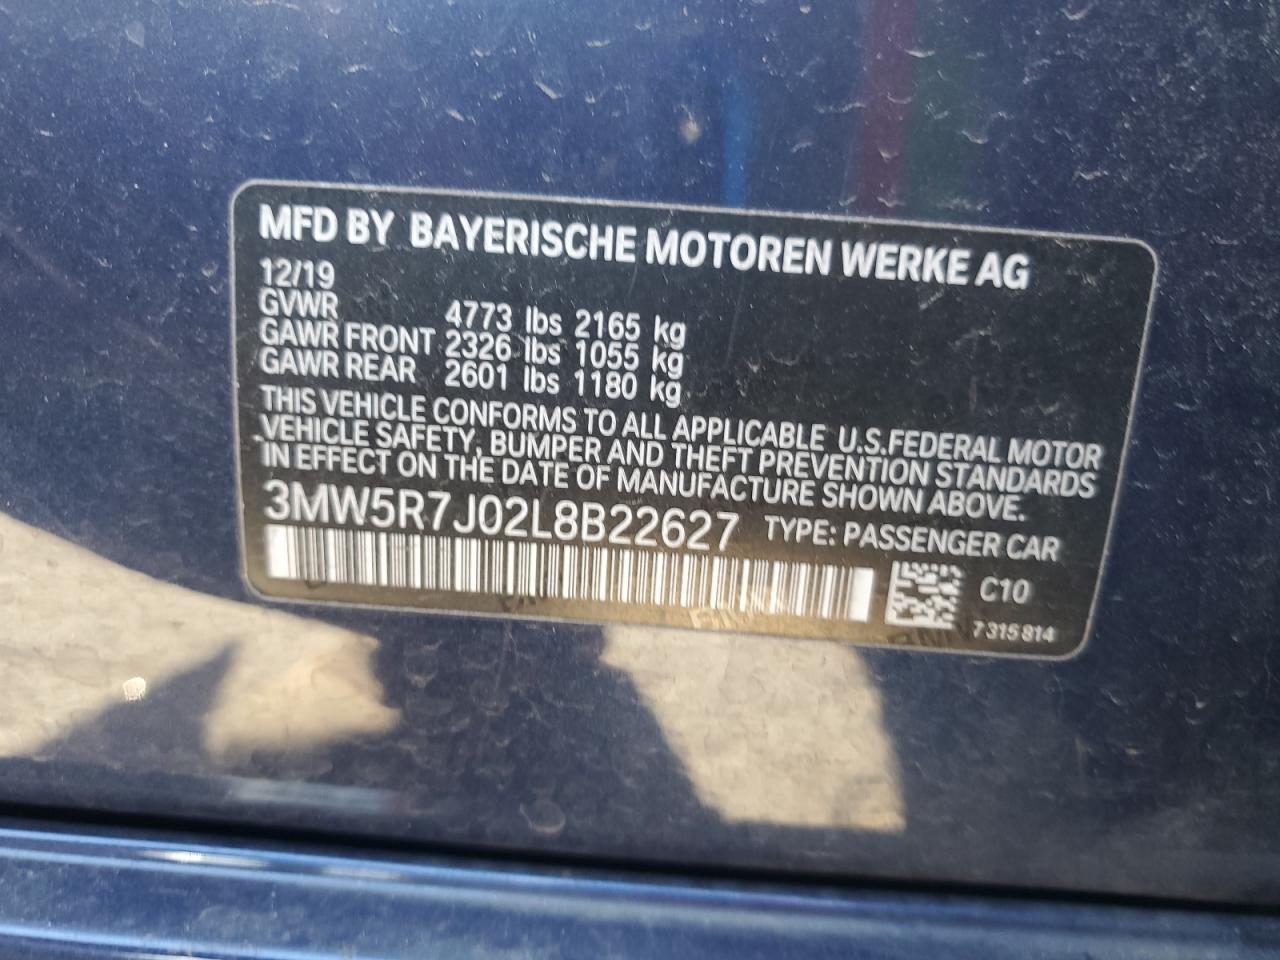 MFD BY BAYERISCHE MOTOREN WERKE AG
12/19
GVWR 4773 lbs 2165 kg
GAWR FRONT 2326 lbs 1055 kg
GAWR REAR 2601 lbs 1180 kg
THIS VEHICLE CONFORMS TO ALL APPLICABLE U.S.FEDERAL MOTOR
VEHICLE SAFETY, BUMPER AND THEFT PREVENTION STANDARDS
IN EFFECT ON THE DATE OF MANUFACTURE SHOWN ABOVE.
3MW5R7J02L8B22627 TYPE: PASSENGER CAR
C10
7 315 814